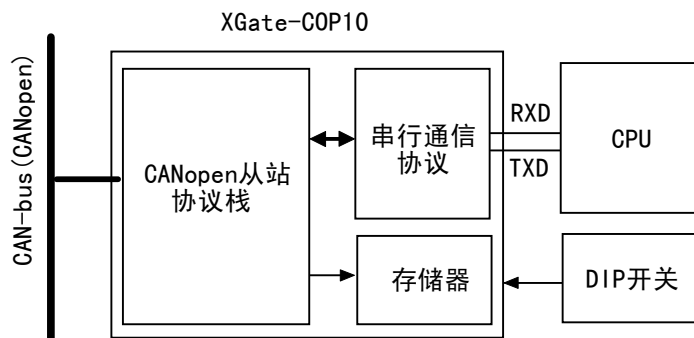 XGate-COP10
CAN-bus(CANopen)
CANopen从站
协议栈
串行通信
协议
RXD
TXD
CPU
存储器
DIP开关